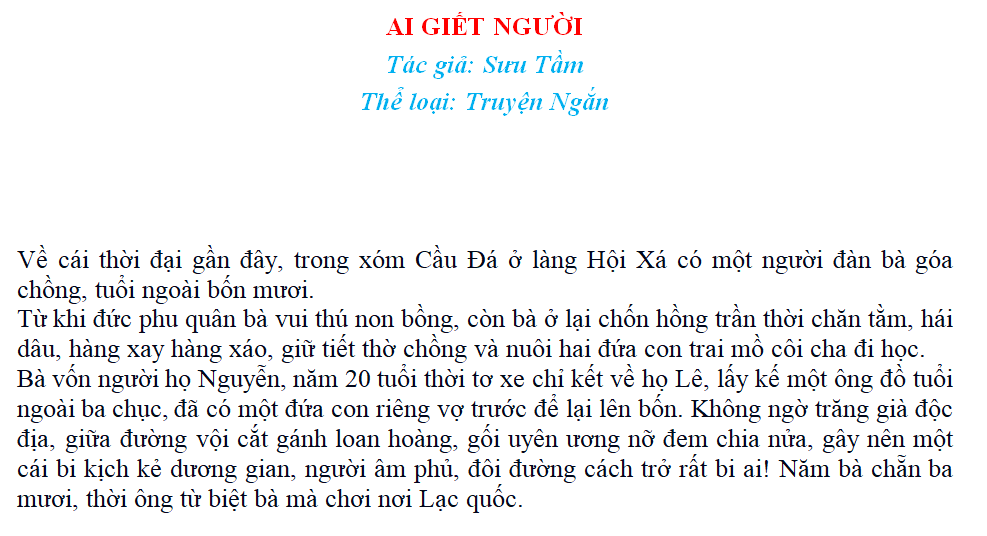 AI GIẾT NGƯỜI
Tác giả: Sưu Tầm
Thể loại: Truyện Ngắn
Về cái thời đại gần đây, trong xóm Cầu Đá ở làng Hội Xá có một người đàn bà góa
chồng, tuổi ngoài bốn mươi.
Từ khi đức phu quân bà vui thú non bồng, còn bà ở lại chốn hồng trần thời chăn tằm, hái
dâu, hàng xay hàng xáo, giữ tiết thờ chồng và nuôi hai đứa con trai mồ côi cha đi học.
Bà vốn người họ Nguyễn, năm 20 tuổi thời tơ xe chỉ kết về họ Lê, lấy kế một ông đồ tuổi
ngoài ba chục, đã có một đứa con riêng vợ trước để lại lên bốn. Không ngờ trăng già độc
địa, giữa đường vội cắt gánh loan hoàng, gối uyên ương nỡ đem chia nửa, gây nên một
cái bi kịch kẻ dương gian, người âm phủ, đôi đường cách trở rất bi ai! Năm bà chẵn ba
mươi, thời ông từ biệt bà mà chơi nơi Lạc quốc.